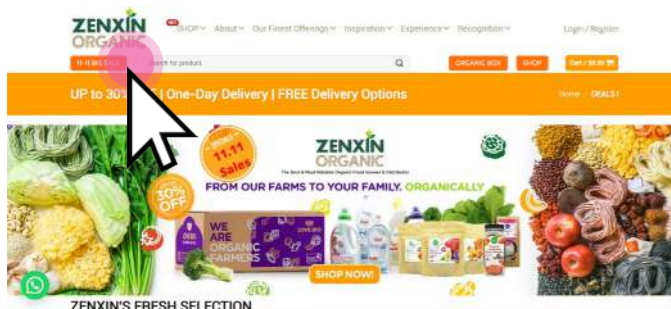 ZENXIN
ORGANIC
SHOP About Our Finest Offerings Inspiration Experience Recognition Login / Register
Search for product ORGANIC BOX SHOP Cart /
UP to 30% | One-Day Delivery | FREE Delivery Options Home DEALS !
11.11
Sales
ZENXIN
ORGANIC
FROM OUR FARMS TO YOUR FAMILY. ORGANICALLY
30%
OFF
WE
ARE
ORGANIC
FARMERS
SHOP NOW!
ZENXIN'S FRESH SELECTION